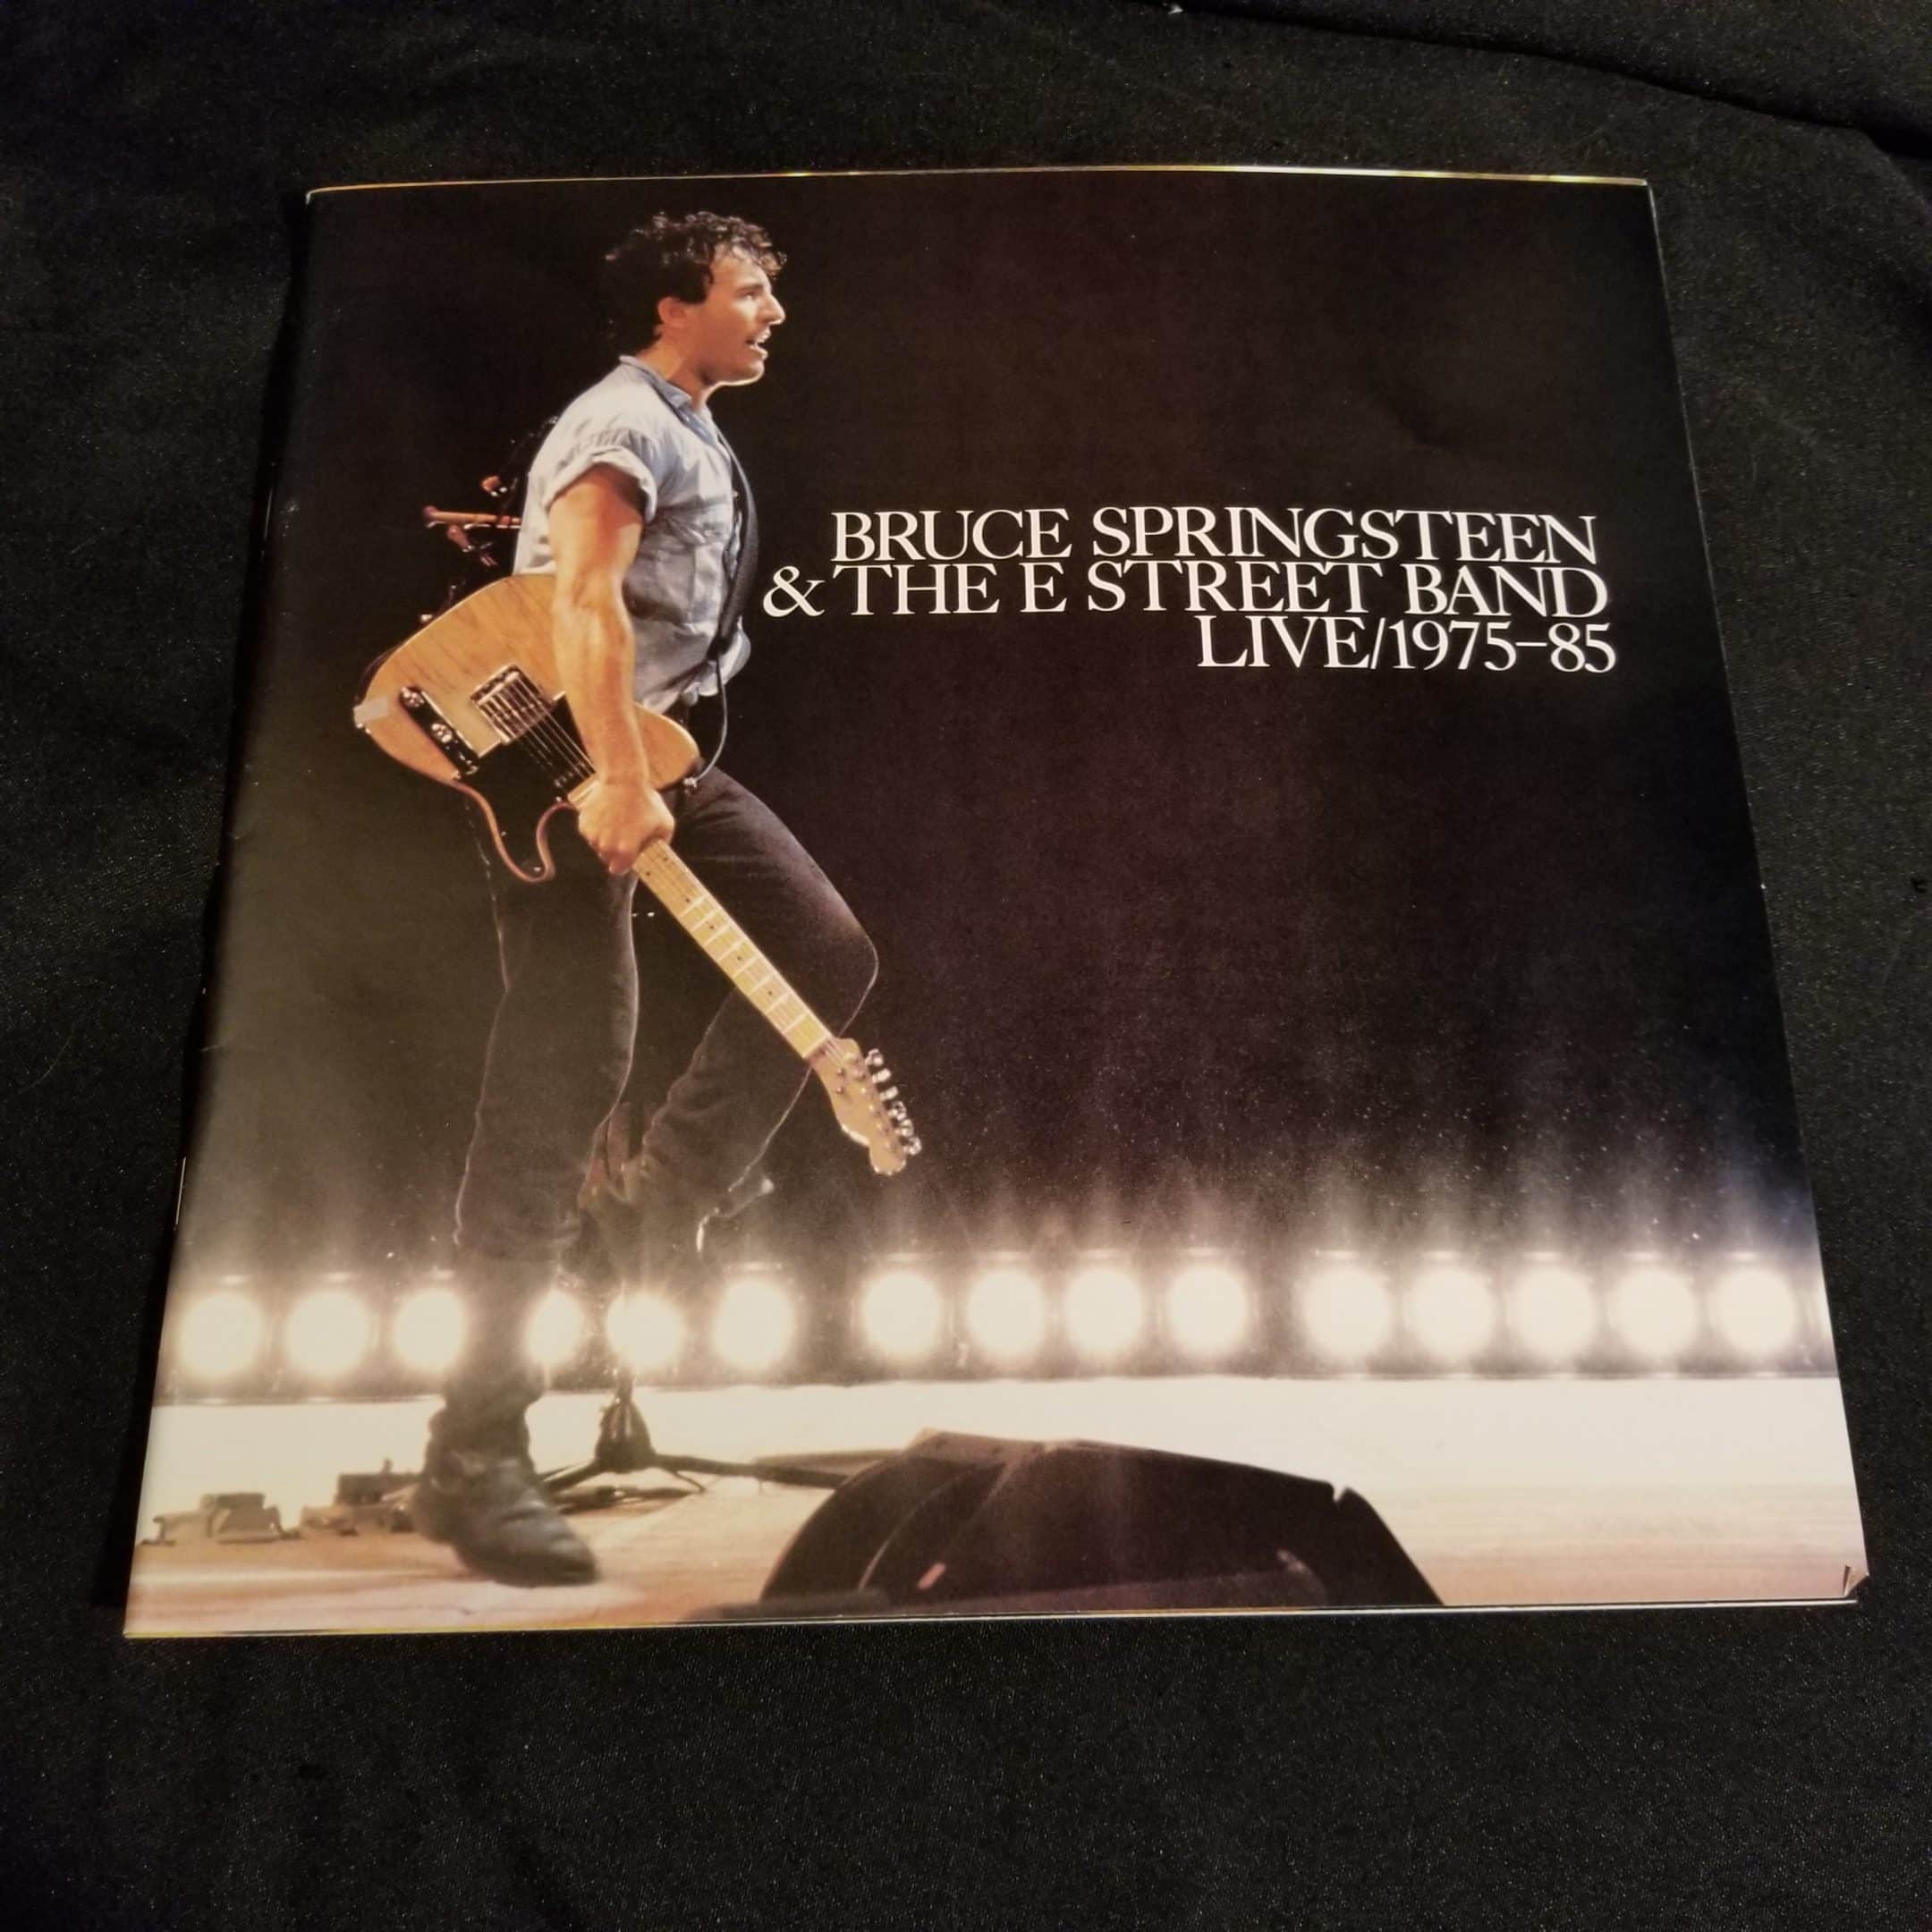 BRUCE SPRINGSTEEN
& THE E STREET BAND
LIVE/1975–85